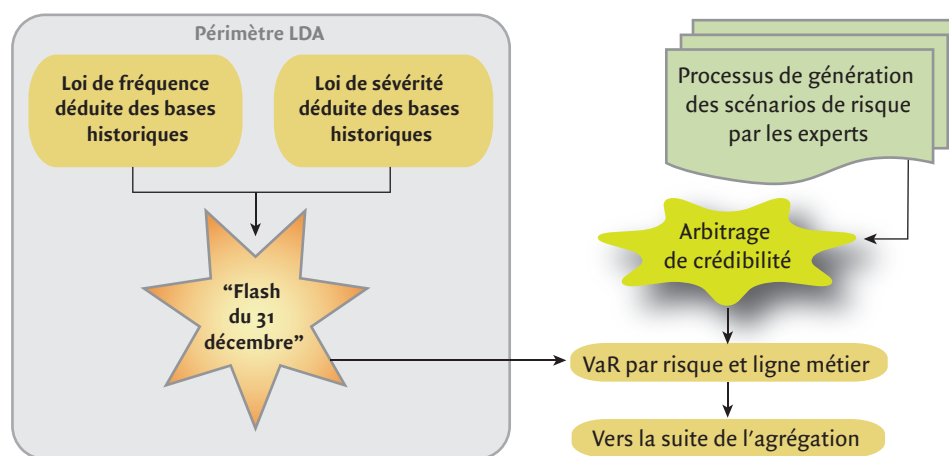 Périmètre LDA
Loi de fréquence
déduite des bases
historiques
Loi de sévérité
déduite des bases
historiques
“Flash
du 31
décembre”
Processus de génération
des scénarios de risque
par les experts
Arbitrage
de crédibilité
VaR par risque et ligne métier
Vers la suite de l’agrégation